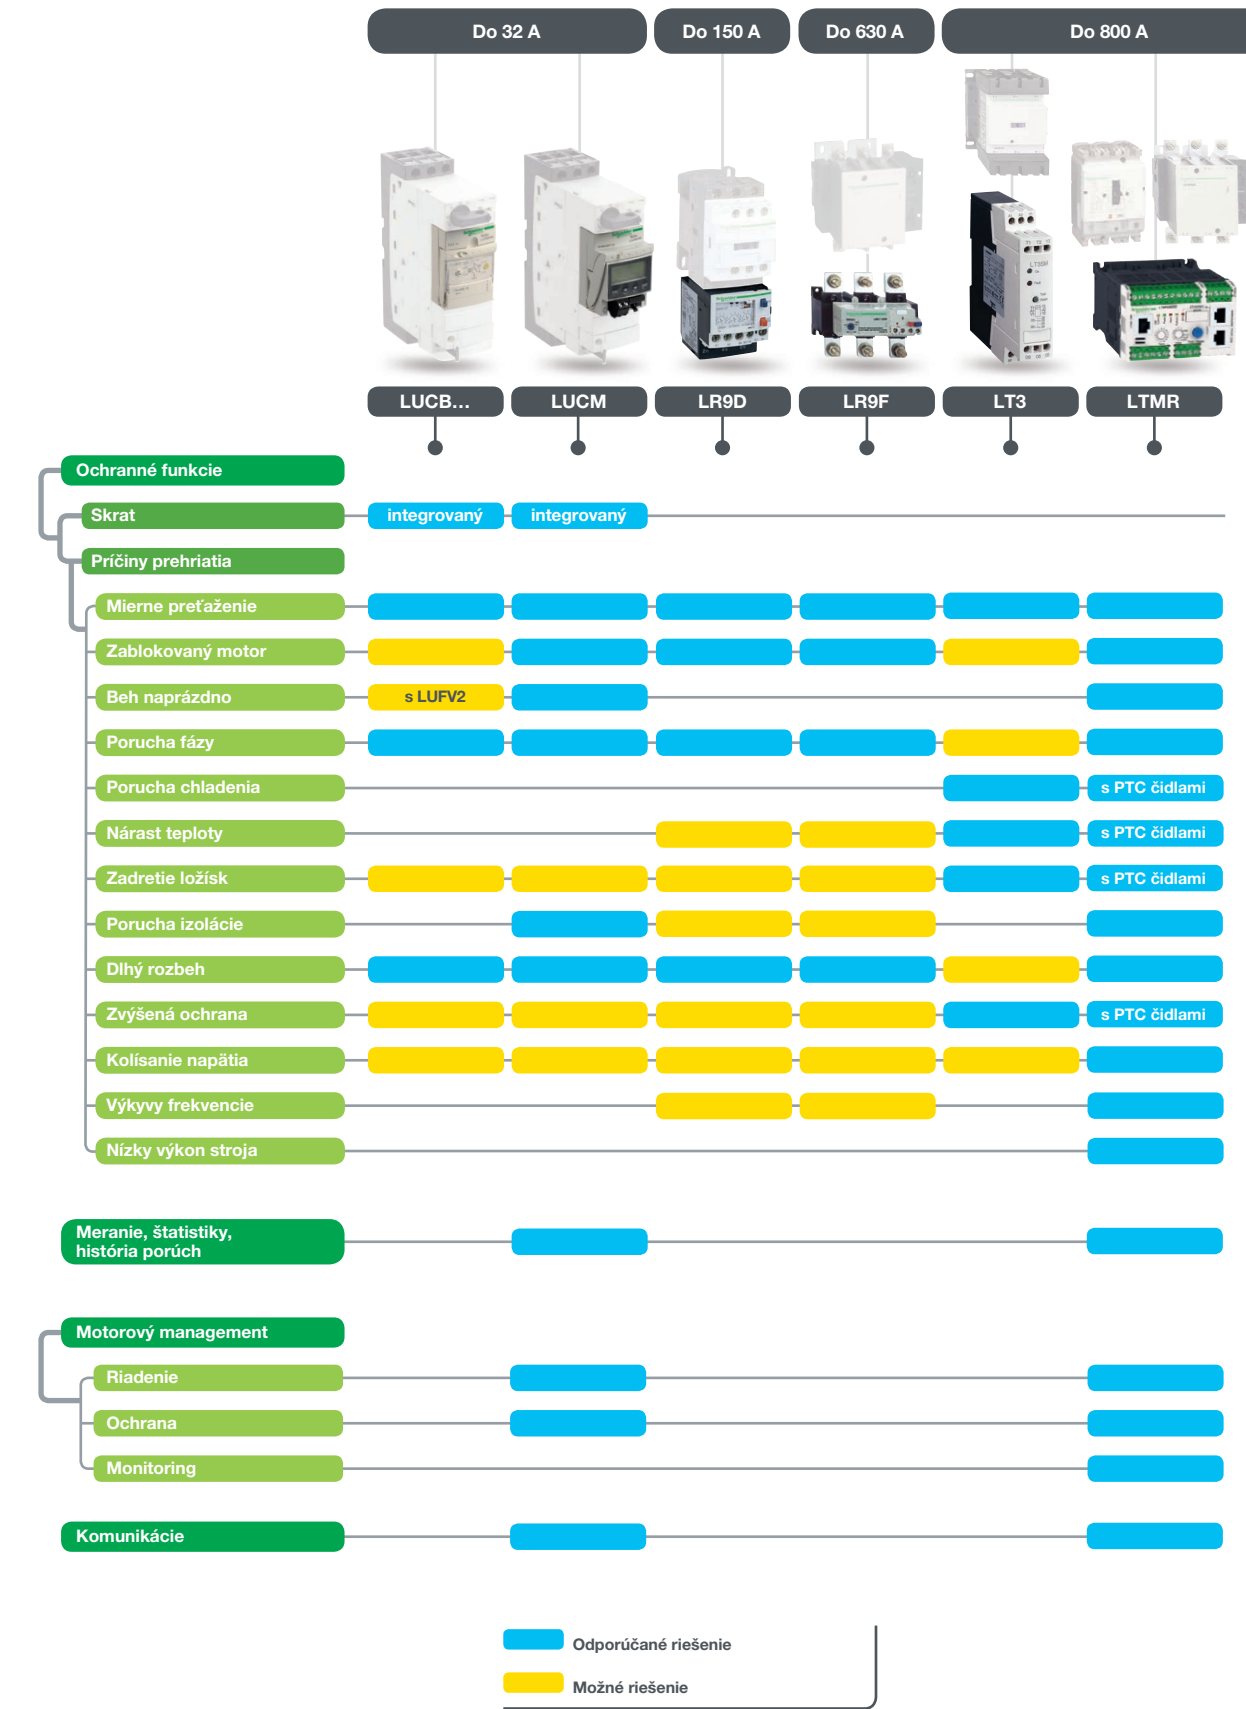 Do 32 A
Do 150 A
Do 630 A
Do 800 A
LUCB...
LUCM
LR9D
LR9F
LT3
LTMR
Ochranné funkcie
Skrat
integrovaný
integrovaný
Príčiny prehriatia
Mierne preťaženie
Zablokovaný motor
Beh naprázdno
s LUFV2
Porucha fázy
Porucha chladenia
s PTC čidlami
Nárast teploty
s PTC čidlami
Zadretie ložísk
s PTC čidlami
Porucha izolácie
Dlhý rozbeh
Zvýšená ochrana
s PTC čidlami
Kolísanie napätia
Výkyvy frekvencie
Nízky výkon stroja
Meranie, štatistiky,
história porúch
Motorový management
Riadenie
Ochrana
Monitoring
Komunikácie
Odporúčané riešenie
Možné riešenie